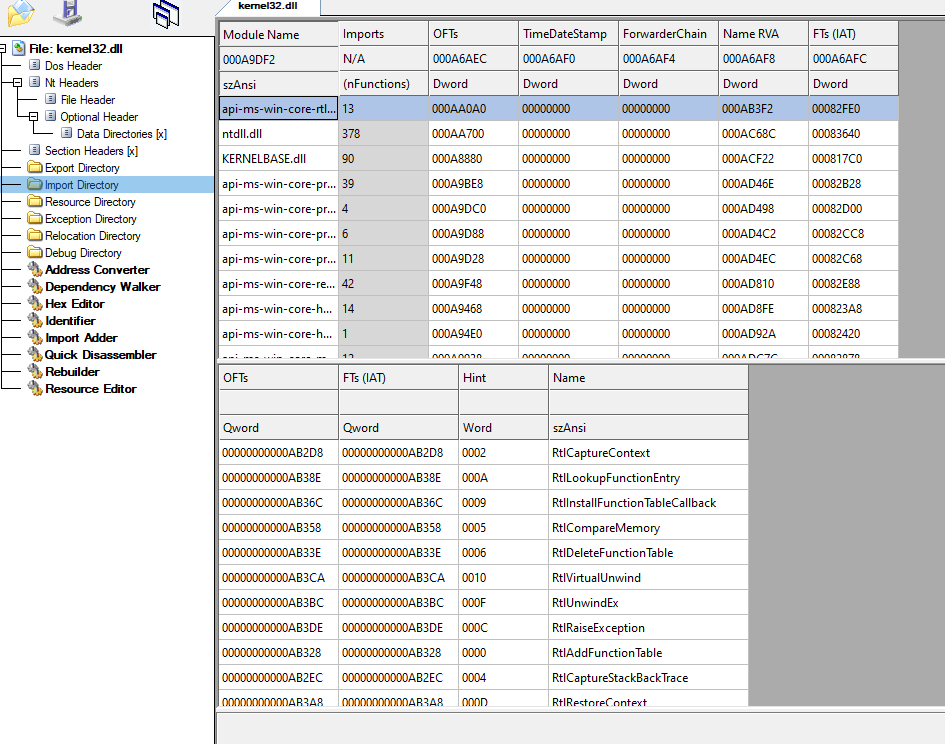 kernel32.dll
File: kernel32.dll
Dos Header
Nt Headers
File Header
Optional Header
Data Directories [x]
Section Headers [x]
Export Directory
Import Directory
Resource Directory
Exception Directory
Relocation Directory
Debug Directory
Address Converter
Dependency Walker
Hex Editor
Identifier
Import Adder
Quick Disassembler
Rebuilder
Resource Editor
Module Name Imports OFTs TimeDateStamp ForwarderChain Name RVA FTs (IAT)
000A9DF2 N/A 000A6AEC 000A6AF0 000A6AF4 000A6AF8 000A6AFC
szAnsi (nFunctions) Dword Dword Dword Dword Dword
api-ms-win-core-rtl... 13 000AA0A0 00000000 00000000 000AB3F2 00082FE0
ntdll.dll 378 000AA700 00000000 00000000 000AC68C 00083640
KERNELBASE.dll 90 000A8880 00000000 00000000 000ACF22 000817C0
api-ms-win-core-pr... 39 000A9BE8 00000000 00000000 000AD46E 00082B28
api-ms-win-core-pr... 4 000A9DC0 00000000 00000000 000AD498 00082D00
api-ms-win-core-pr... 6 000A9D88 00000000 00000000 000AD4C2 00082CC8
api-ms-win-core-pr... 11 000A9D28 00000000 00000000 000AD4EC 00082C68
api-ms-win-core-re... 42 000A9F48 00000000 00000000 000AD810 00082E88
api-ms-win-core-h... 14 000A9468 00000000 00000000 000AD8FE 000823A8
api-ms-win-core-h... 1 000A94E0 00000000 00000000 000AD92A 00082420
00000000 00000000
OFTs FTs (IAT) Hint Name
Qword Qword Word szAnsi
00000000000AB2D8 00000000000AB2D8 0002 RtlCaptureContext
00000000000AB38E 00000000000AB38E 000A RtlLookupFunctionEntry
00000000000AB36C 00000000000AB36C 0009 RtlInstallFunctionTableCallback
00000000000AB358 00000000000AB358 0005 RtlCompareMemory
00000000000AB33E 00000000000AB33E 0006 RtlDeleteFunctionTable
00000000000AB3CA 00000000000AB3CA 0010 RtlVirtualUnwind
00000000000AB3BC 00000000000AB3BC 000F RtlUnwindEx
00000000000AB3DE 00000000000AB3DE 000C RtlRaiseException
00000000000AB328 00000000000AB328 0000 RtlAddFunctionTable
00000000000AB2EC 00000000000AB2EC 0004 RtlCaptureStackBackTrace
00000000000AB3A8 00000000000AB3A8 000D RtlRestoreContext